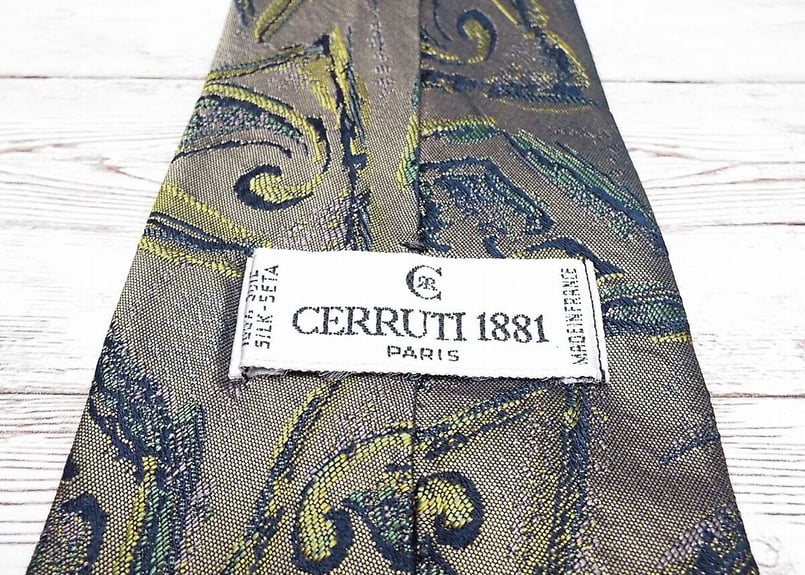 SILK-SETA
CERRUTI 1881
PARIS
MADE IN FRANCE